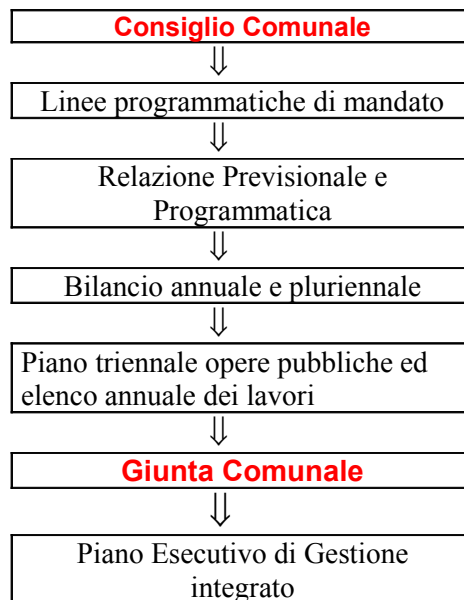 Consiglio Comunale
Linee programmatiche di mandato
Relazione Previsionale e
Programmatica
Bilancio annuale e pluriennale
Piano triennale opere pubbliche ed
elenco annuale dei lavori
Giunta Comunale
Piano Esecutivo di Gestione
integrato